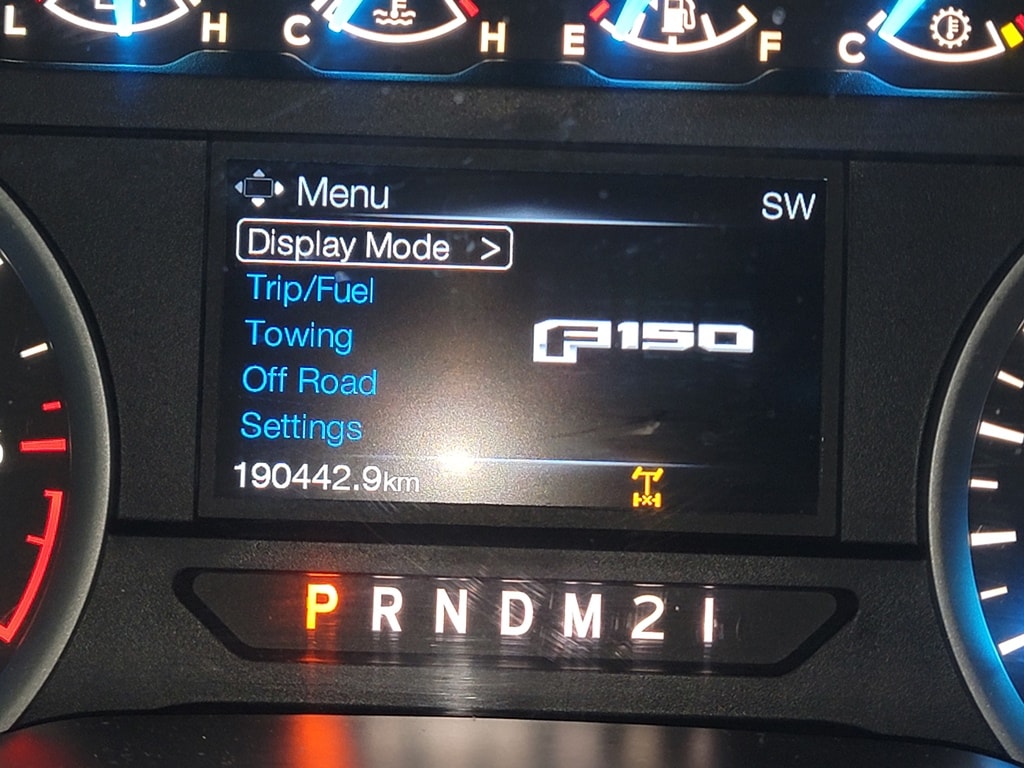 L H C H E F C
Menu SW
Display Mode >
Trip/Fuel
Towing
F150
Off Road
Settings
190442.9km
P R N D M 2 1